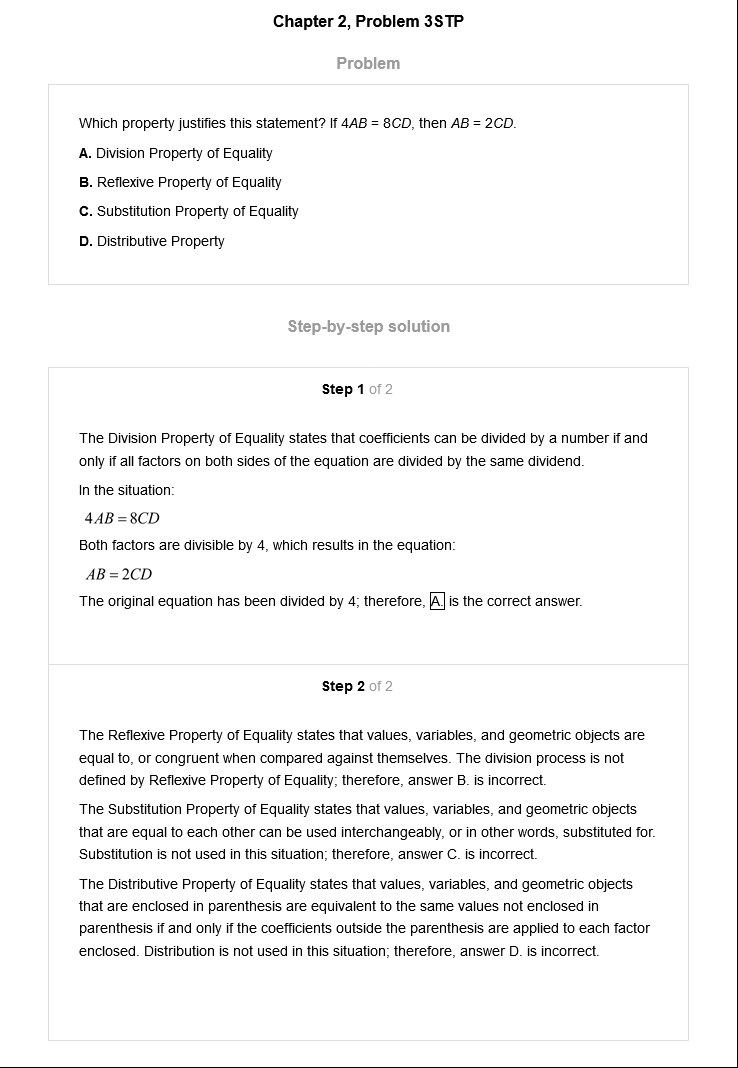 Chapter 2, Problem 3STP
Problem
Which property justifies this statement? If 4AB = 8CD, then AB = 2CD.
A. Division Property of Equality
B. Reflexive Property of Equality
C. Substitution Property of Equality
D. Distributive Property
Step-by-step solution
Step 1 of 2
The Division Property of Equality states that coefficients can be divided by a number if and
only if all factors on both sides of the equation are divided by the same dividend.
In the situation:
4AB = 8CD
Both factors are divisible by 4, which results in the equation:
AB = 2CD
The original equation has been divided by 4; therefore, A. is the correct answer.
Step 2 of 2
The Reflexive Property of Equality states that values, variables, and geometric objects are
equal to, or congruent when compared against themselves. The division process is not
defined by Reflexive Property of Equality; therefore, answer B. is incorrect.
The Substitution Property of Equality states that values, variables, and geometric objects
that are equal to each other can be used interchangeably, or in other words, substituted for.
Substitution is not used in this situation; therefore, answer C. is incorrect.
The Distributive Property of Equality states that values, variables, and geometric objects
that are enclosed in parenthesis are equivalent to the same values not enclosed in
parenthesis if and only if the coefficients outside the parenthesis are applied to each factor
enclosed. Distribution is not used in this situation; therefore, answer D. is incorrect.